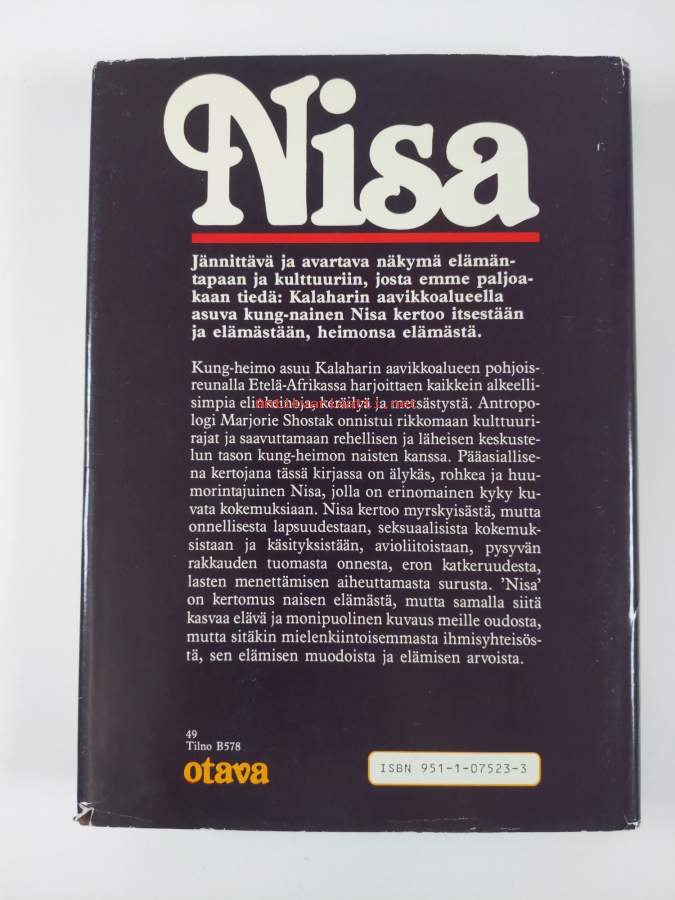 Nisa
Jännittävä ja avartava näkymä elämän-
tapaan ja kulttuuriin, josta emme paljoa-
kaan tiedä: Kalaharin aavikkoalueella
asuva kung-nainen Nisa kertoo itsestään
ja elämästään, heimonsa elämästä.
Kung-heimo asuu Kalaharin aavikkoalueen pohjois-
reunalla Etelä-Afrikassa harjoittaen kaikkein alkeelli-
simpia elinkeinoja, keräilyä ja metsästystä. Antropo-
logi Marjorie Shostak onnistui rikkomaan kulttuuri-
rajat ja saavuttamaan rehellisen ja läheisen keskuste-
lun tason kung-heimon naisten kanssa. Pääasiallise-
na kertojana tässä kirjassa on älykäs, rohkea ja huu-
morintajuinen Nisa, jolla on erinomainen kyky ku-
vata kokemuksiaan. Nisa kertoo myrskyisästä, mutta
onnellisesta lapsuudestaan, seksuaalisista kokemuk-
sistaan ja käsityksistään, avioliitoistaan, pysyvän
rakkauden tuomasta onnesta, eron katkeruudesta,
lasten menettämisen aiheuttamasta surusta. 'Nisa'
on kertomus naisen elämästä, mutta samalla siitä
kasvaa elävä ja monipuolinen kuvaus meille oudosta,
mutta sitäkin mielenkiintoisemmasta ihmisyhteisös-
tä, sen elämisen muodoista ja elämisen arvoista.
49
Tilno B578
otava
ISBN 951-1-07523-3